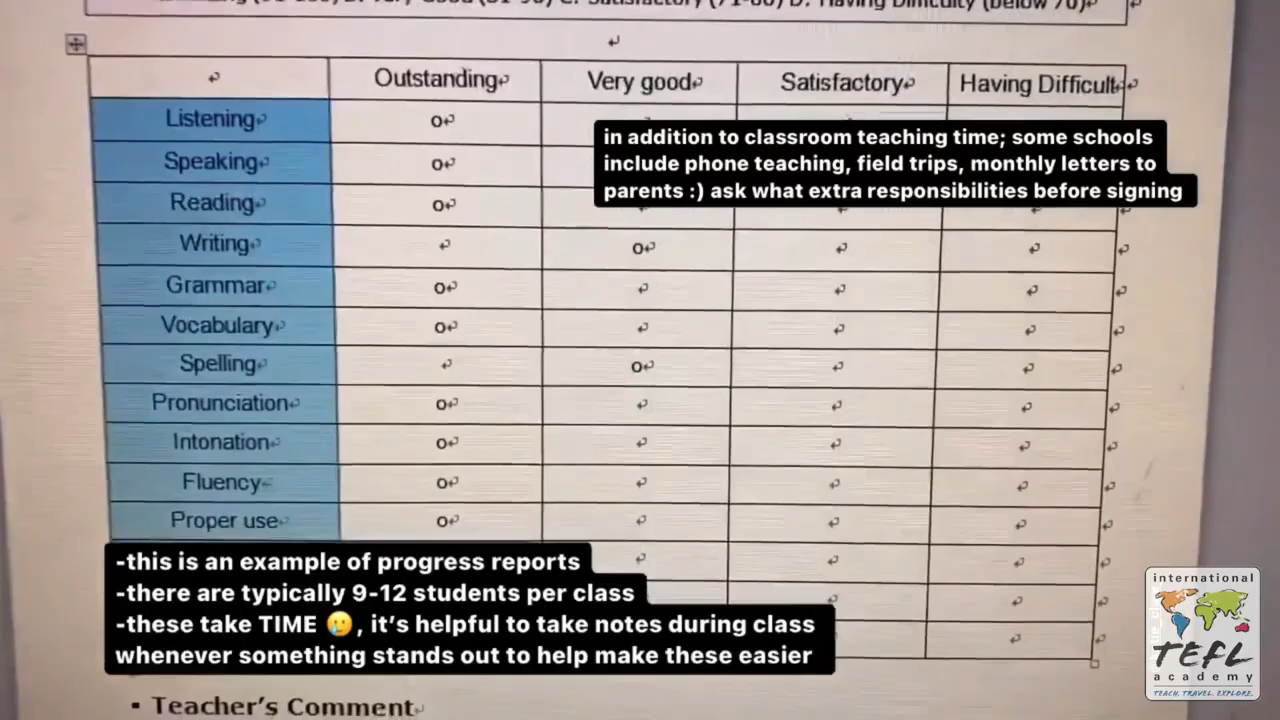 Outstanding Very good Satisfactory Having Difficult
Listening o
Speaking o
Reading o
Writing o
Grammar o
Vocabulary o
Spelling o
Pronunciation o
Intonation o
Fluency o
Proper use o
in addition to classroom teaching time; some schools
include phone teaching, field trips, monthly letters to
parents :) ask what extra responsibilities before signing
-this is an example of progress reports
-there are typically 9-12 students per class
-these take TIME 🥲, it’s helpful to take notes during class
whenever something stands out to help make these easier
▪ Teacher’s Comment
international
TEFL
academy
TEACH. TRAVEL. EXPLORE.